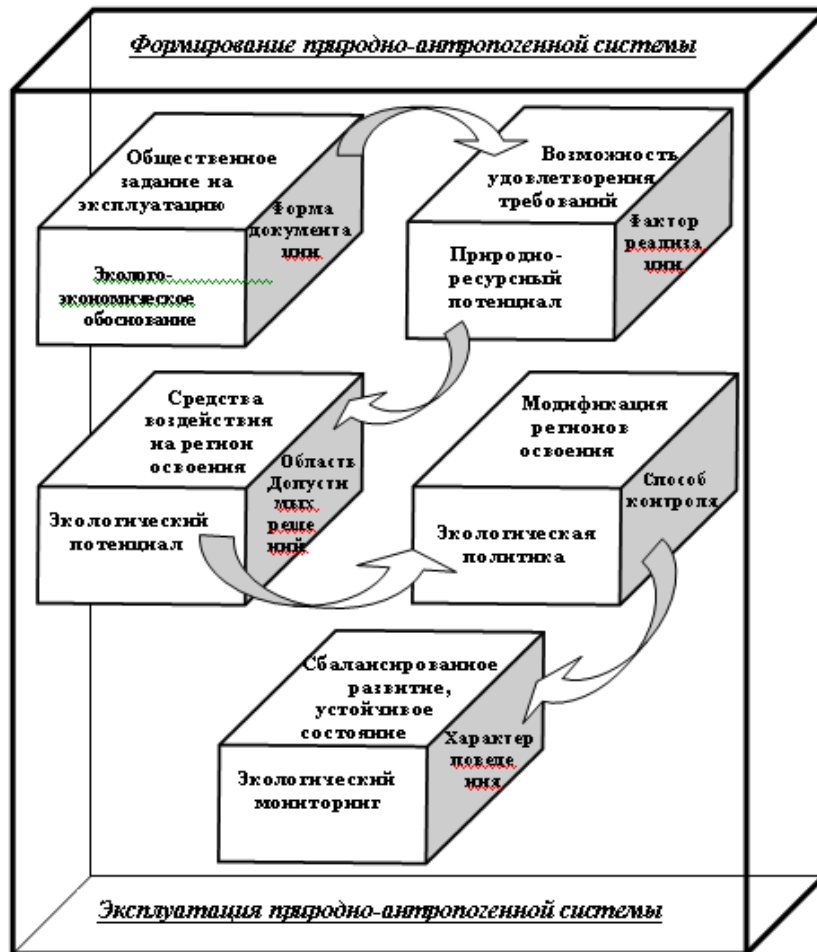 Формирование природно-антропогенной системы
Общественное
задание на
эксплуатацию
Форма
документа
ции
Эколого-
экономическое
обоснование
Возможность
удовлетворения
требований
Фактор
реализа
ции
Природно-
ресурсный
потенциал
Средства
воздействия
на регион
освоения
Область
Допусти
мых
реше
ний
Экологический
потенциал
Модификация
регионов
освоения
Способ
контроля
Экологическая
политика
Сбалансированное
развитие,
устойчивое
состояние
Характер
поведе
ния
Экологический
мониторинг
Эксплуатация природно-антропогенной системы